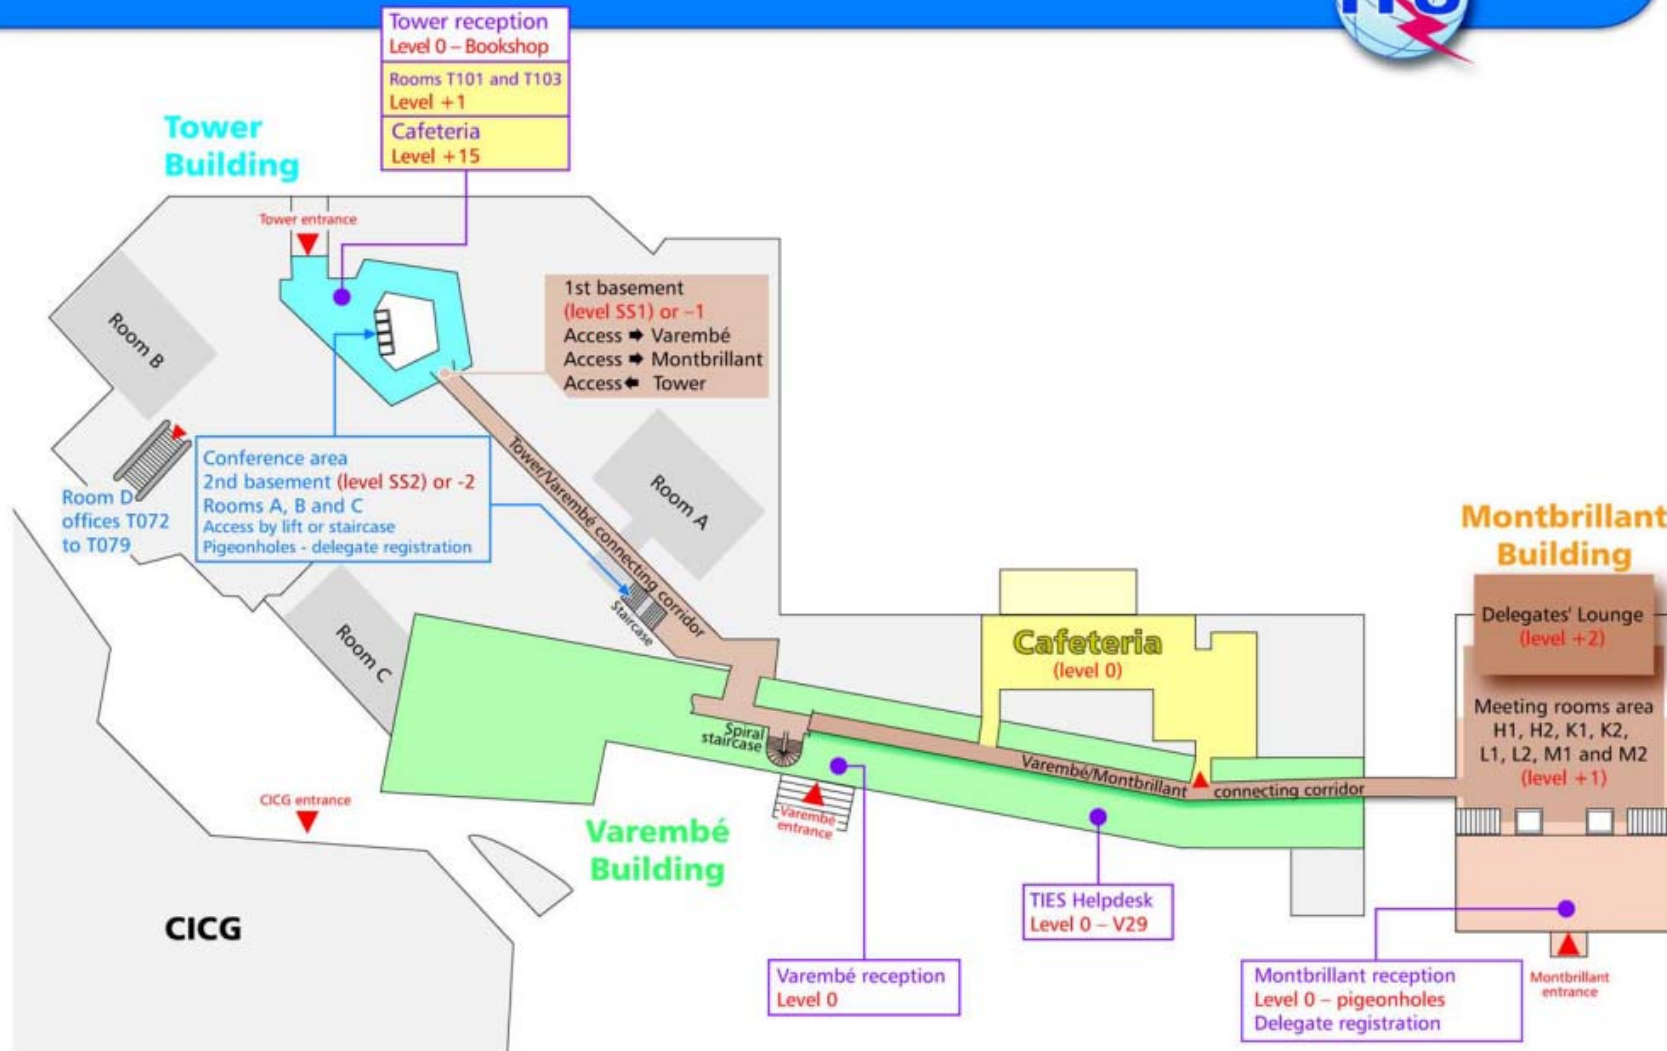 ITU
Tower reception
Level 0 – Bookshop
Rooms T101 and T103
Level +1
Cafeteria
Level +15
Tower
Building
Tower entrance
Room B
1st basement
(level SS1) or –1
Access ➡ Varembé
Access ➡ Montbrillant
Access⬅ Tower
Room D
offices T072
to T079
Conference area
2nd basement (level SS2) or -2
Rooms A, B and C
Access by lift or staircase
Pigeonholes - delegate registration
Tower/Varembé connecting corridor
Room A
Staircase
Room C
Cafeteria
(level 0)
Montbrillant
Building
Delegates' Lounge
(level +2)
Meeting rooms area
H1, H2, K1, K2,
L1, L2, M1 and M2
(level +1)
Spiral
staircase
Varembé/Montbrillant connecting corridor
CICG entrance
Varembé
entrance
Varembé
Building
CICG
TIES Helpdesk
Level 0 – V29
Varembé reception
Level 0
Montbrillant reception
Level 0 – pigeonholes
Delegate registration
Montbrillant
entrance